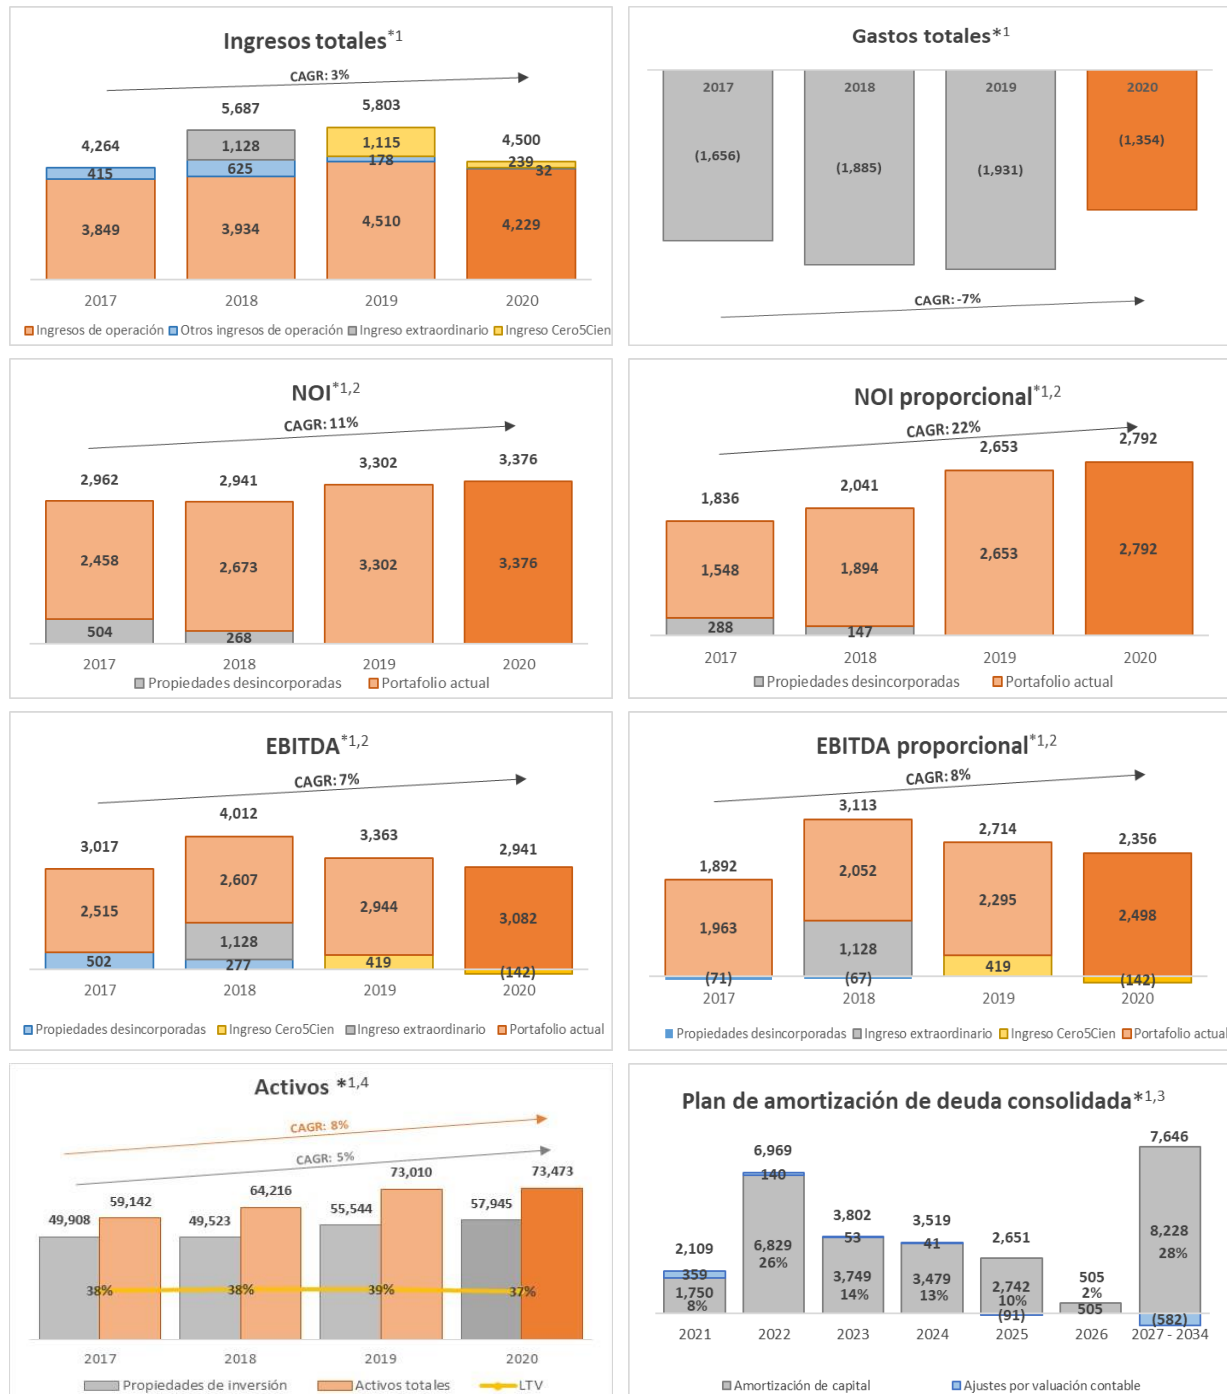 Ingresos totales*1
CAGR: 3%
4,264 5,687 5,803 4,500
415 1,128 1,115 239
625 178 32
3,849 3,934 4,510 4,229
2017 2018 2019 2020
Ingresos de operación Otros ingresos de operación Ingreso extraordinario Ingreso Cero5Cien
Gastos totales*1
2017 2018 2019 2020
(1,656) (1,885) (1,931) (1,354)
CAGR: -7%
NOI*1,2
CAGR: 11%
2,962 2,941 3,302 3,376
2,458 2,673 3,302 3,376
504 268
2017 2018 2019 2020
Propiedades desincorporadas Portafolio actual
NOI proporcional*1,2
CAGR: 22%
1,836 2,041 2,653 2,792
1,548 1,894 2,653 2,792
288 147
2017 2018 2019 2020
Propiedades desincorporadas Portafolio actual
EBITDA*1,2
CAGR: 7%
3,017 4,012 3,363 2,941
2,515 2,607 2,944 3,082
1,128
502 277 419 (142)
2017 2018 2019 2020
Propiedades desincorporadas Ingreso Cero5Cien Ingreso extraordinario Portafolio actual
EBITDA proporcional*1,2
CAGR: 8%
1,892 3,113 2,714 2,356
1,963 2,052 2,295 2,498
1,128 419
(71) (67) (142)
2017 2018 2019 2020
Propiedades desincorporadas Ingreso extraordinario Ingreso Cero5Cien Portafolio actual
Activos *1,4
CAGR: 8%
CAGR: 5%
49,908 59,142 49,523 64,216 55,544 73,010 57,945 73,473
38% 38% 39% 37%
2017 2018 2019 2020
Propiedades de inversión Activos totales LTV
Plan de amortización de deuda consolidada*1,3
2,109 6,969 3,802 3,519 2,651 505 7,646
359 140 53 41 2%
1,750 6,829 3,749 3,479 2,742 505 8,228
8% 26% 14% 13% 10% 28%
(91) (582)
2021 2022 2023 2024 2025 2026 2027 - 2034
Amortización de capital Ajustes por valuación contable